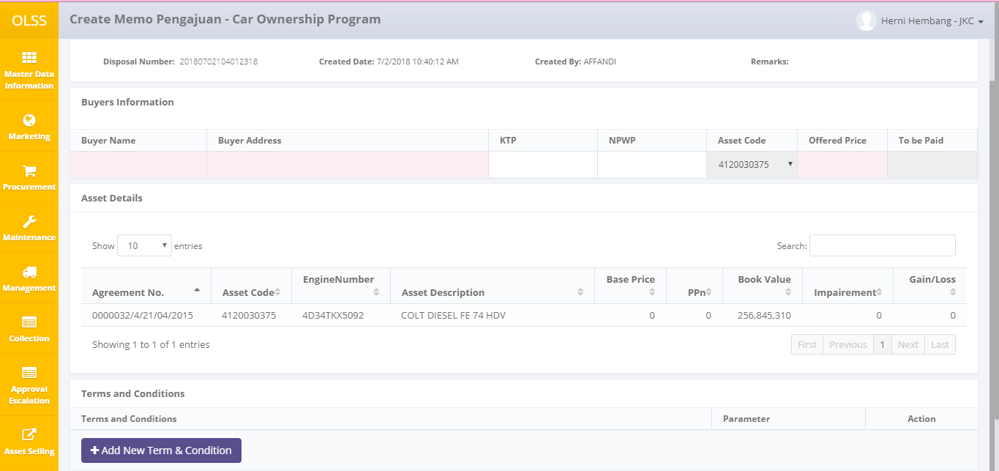 OLSS
Create Memo Pengajuan - Car Ownership Program
Herni Hembang - JKC
Master Data
Information
Marketing
Procurement
Maintenance
Management
Collection
Approval
Escalation
Asset Selling
Disposal Number: 20180702104012318 Created Date: 7/2/2018 10:40:12 AM Created By: AFFANDI Remarks:
Buyers Information
Buyer Name Buyer Address KTP NPWP Asset Code Offered Price To be Paid
4120030375
Asset Details
Show 10 entries Search:
Agreement No. Asset Code EngineNumber Asset Description Base Price PPn Book Value Impairement Gain/Loss
0000032/4/21/04/2015 4120030375 4D34TKX5092 COLT DIESEL FE 74 HDV 0 0 256,845,310 0 0
Showing 1 to 1 of 1 entries First Previous 1 Next Last
Terms and Conditions
Terms and Conditions Parameter Action
+ Add New Term & Condition